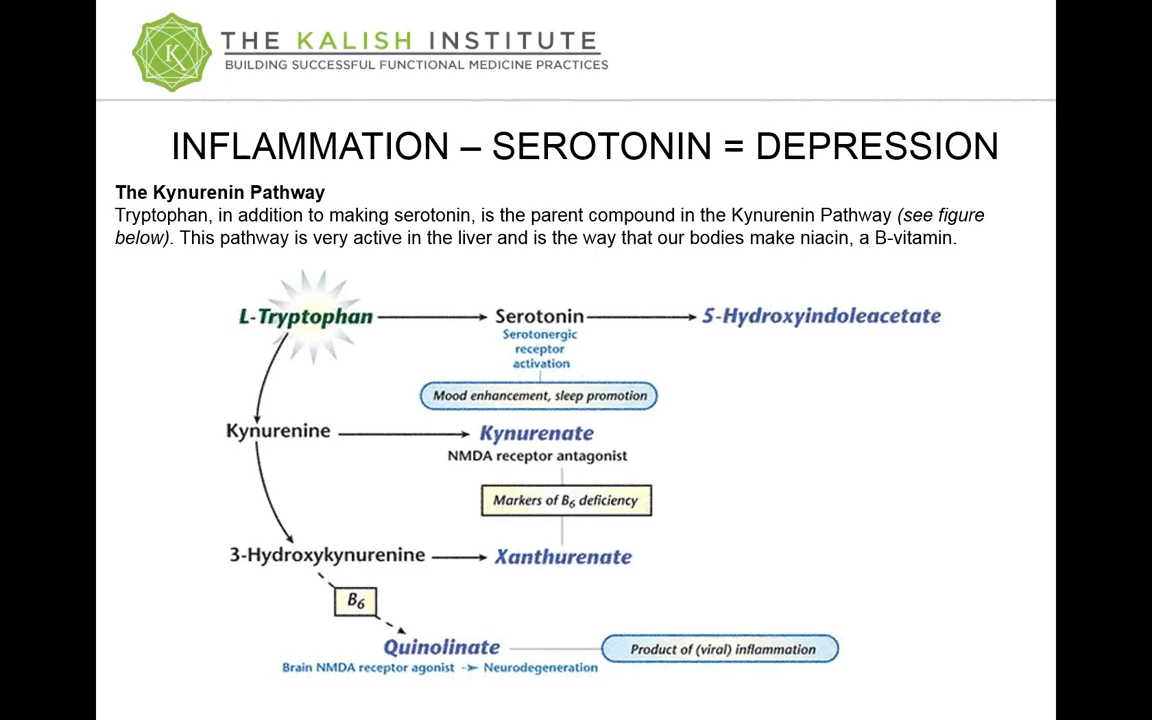 THE KALISH INSTITUTE
BUILDING SUCCESSFUL FUNCTIONAL MEDICINE PRACTICES
K
INFLAMMATION – SEROTONIN = DEPRESSION
The Kynurenin Pathway
Tryptophan, in addition to making serotonin, is the parent compound in the Kynurenin Pathway (see figure
below). This pathway is very active in the liver and is the way that our bodies make niacin, a B-vitamin.
L-Tryptophan
Serotonin
5-Hydroxyindoleacetate
Serotonergic
receptor
activation
Mood enhancement, sleep promotion
Kynurenine
Kynurenate
NMDA receptor antagonist
Markers of B6 deficiency
3-Hydroxykynurenine
Xanthurenate
B6
Quinolinate
Product of (viral) inflammation
Brain NMDA receptor agonist
Neurodegeneration